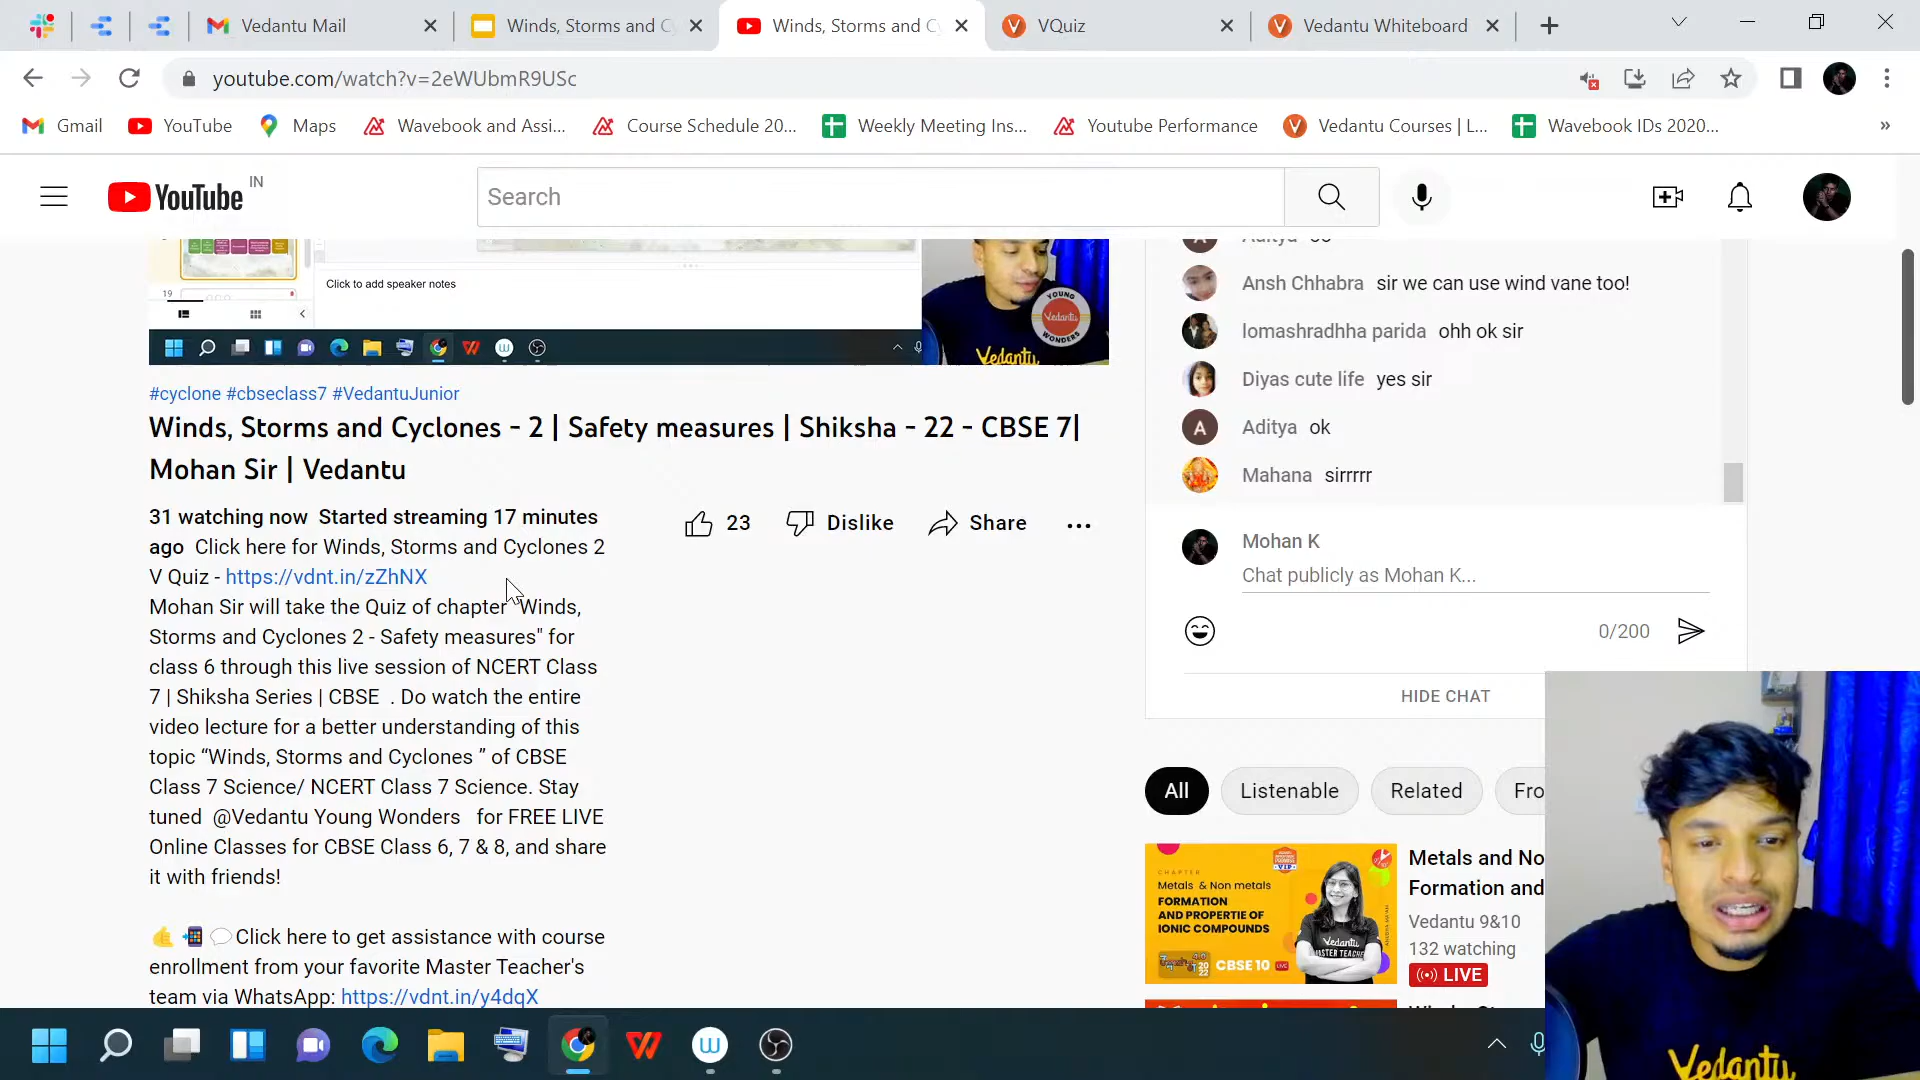 Vedantu Mail
Winds, Storms and C
Winds, Storms and C
VQuiz
Vedantu Whiteboard
youtube.com/watch?v=2eWUbmR9USc
Gmail
YouTube
Maps
Wavebook and Assi...
Course Schedule 20...
Weekly Meeting Ins...
Youtube Performance
Vedantu Courses | L...
Wavebook IDs 2020...
»
YouTube IN
Search
19
Click to add speaker notes
YOUNG
Vedantu
WONDERS
Vedantu
#cyclone #cbseclass7 #VedantuJunior
Winds, Storms and Cyclones - 2 | Safety measures | Shiksha - 22 - CBSE 7|
Mohan Sir | Vedantu
31 watching now Started streaming 17 minutes
ago Click here for Winds, Storms and Cyclones 2
V Quiz - https://vdnt.in/zZhNX
Mohan Sir will take the Quiz of chapter "Winds,
Storms and Cyclones 2 - Safety measures" for
class 6 through this live session of NCERT Class
7 | Shiksha Series | CBSE . Do watch the entire
video lecture for a better understanding of this
topic “Winds, Storms and Cyclones ” of CBSE
Class 7 Science/ NCERT Class 7 Science. Stay
tuned @Vedantu Young Wonders for FREE LIVE
Online Classes for CBSE Class 6, 7 & 8, and share
it with friends!
🤙 📲 💬Click here to get assistance with course
enrollment from your favorite Master Teacher's
team via WhatsApp: https://vdnt.in/y4dqX
23
Dislike
Share
...
Aditya
A
Ansh Chhabra sir we can use wind vane too!
lomashradhha parida ohh ok sir
Diyas cute life yes sir
A Aditya ok
Mahana sirrrrr
Mohan K
Chat publicly as Mohan K...
0/200
HIDE CHAT
All
Listenable
Related
Fro
CHAPTER
Metals & Non metals
FORMATION
AND PROPERTIE OF
IONIC COMPOUNDS
CBSE 10 LIVE
VIP
Vedantu
MASTER TEACHER
Metals and No
Formation and
Vedantu 9&10
132 watching
LIVE
Vedantu